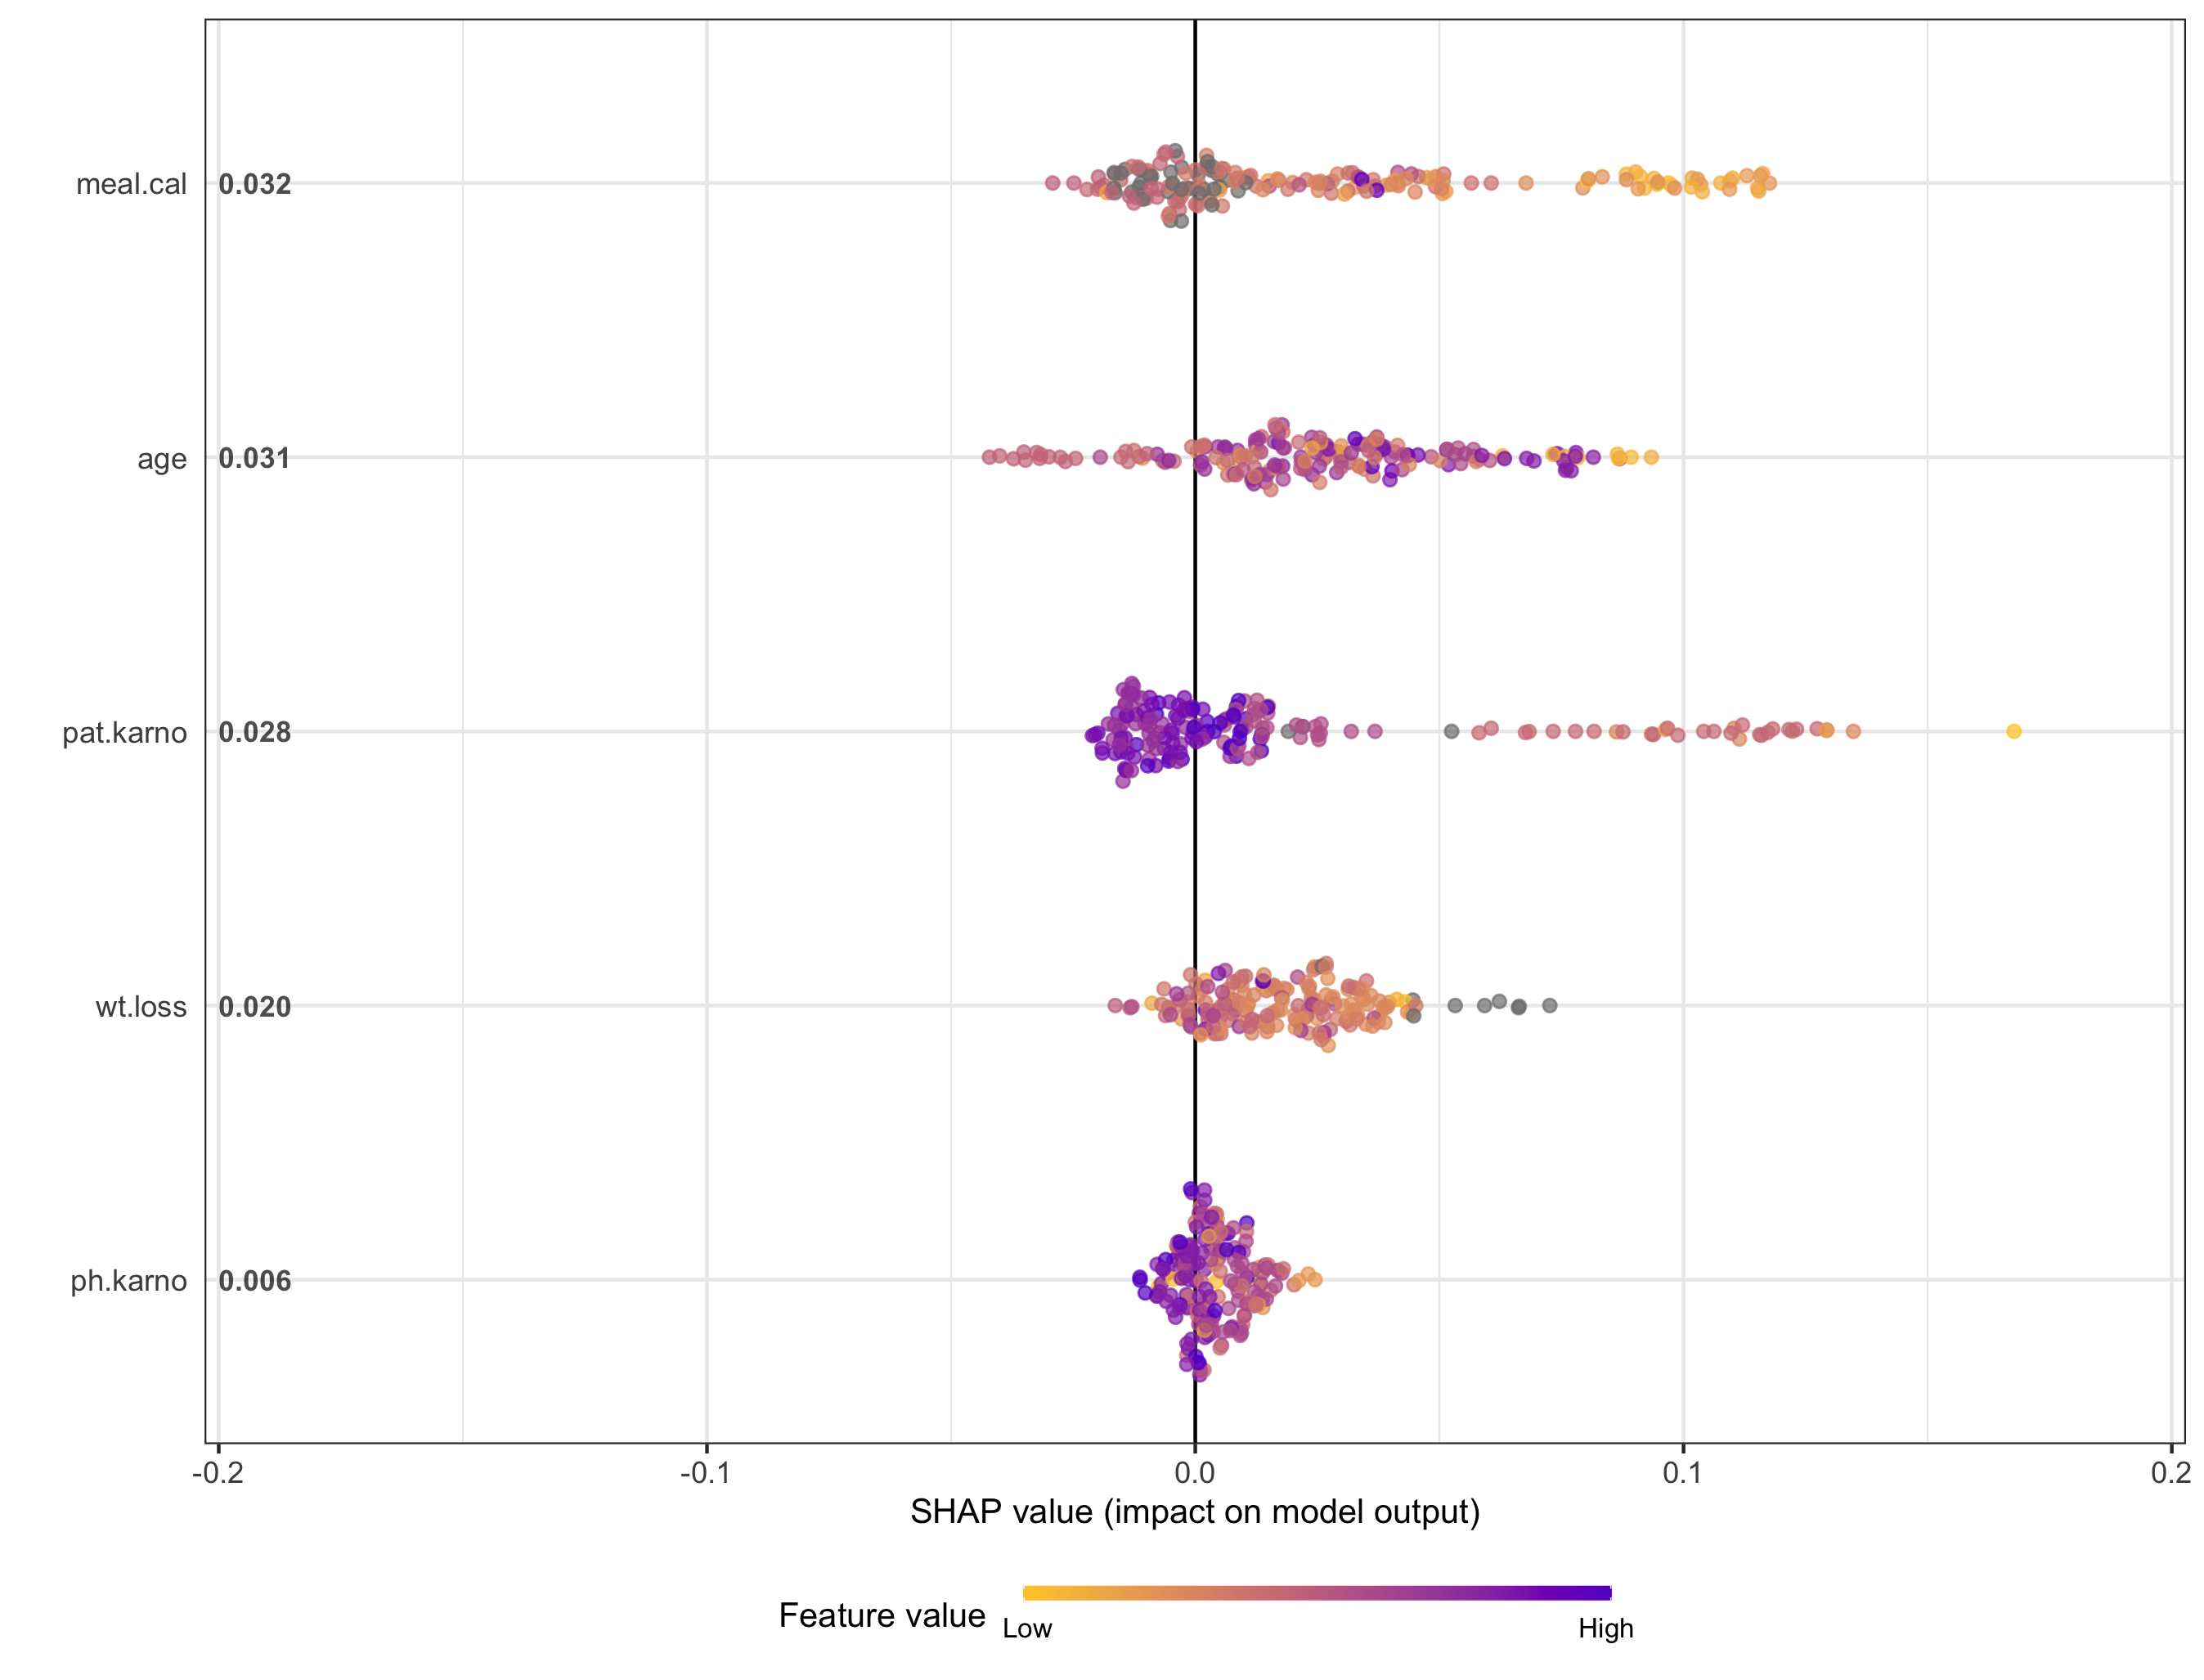 meal.cal 0.032
age 0.031
pat.karno 0.028
wt.loss 0.020
ph.karno 0.006
-0.2 -0.1 0.0 0.1 0.2
SHAP value (impact on model output)
Feature value
Low High